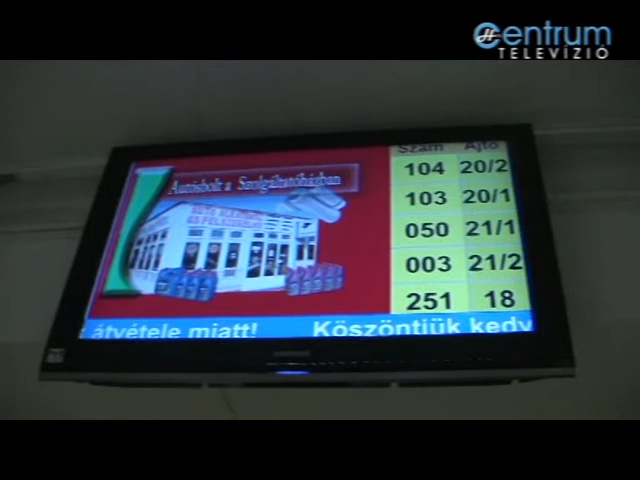 Centrum
TELEVÍZIÓ
Szám Ajtó
Autósbolt a Szolgáltatóházban
104 20/2
103 20/1
050 21/1
003 21/2
251 18
átvétele miatt! Köszöntjük kedv